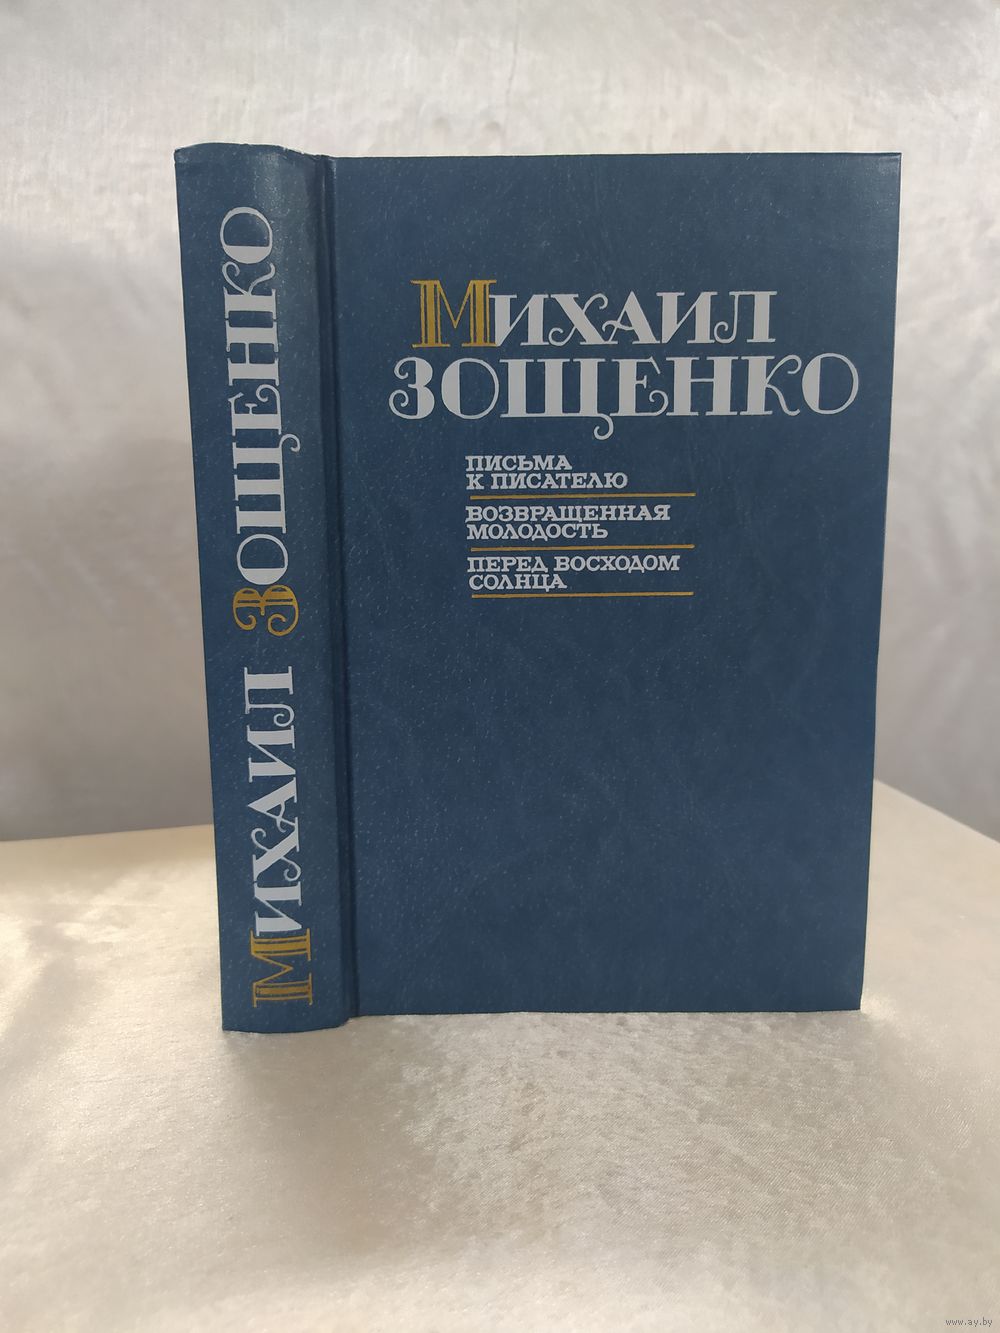 МИХАИЛ ЗОЩЕНКО
МИХАИЛ
ЗОЩЕНКО
ПИСЬМА
К ПИСАТЕЛЮ
ВОЗВРАЩЕННАЯ
МОЛОДОСТЬ
ПЕРЕД ВОСХОДОМ
СОЛНЦА
www.ay.by